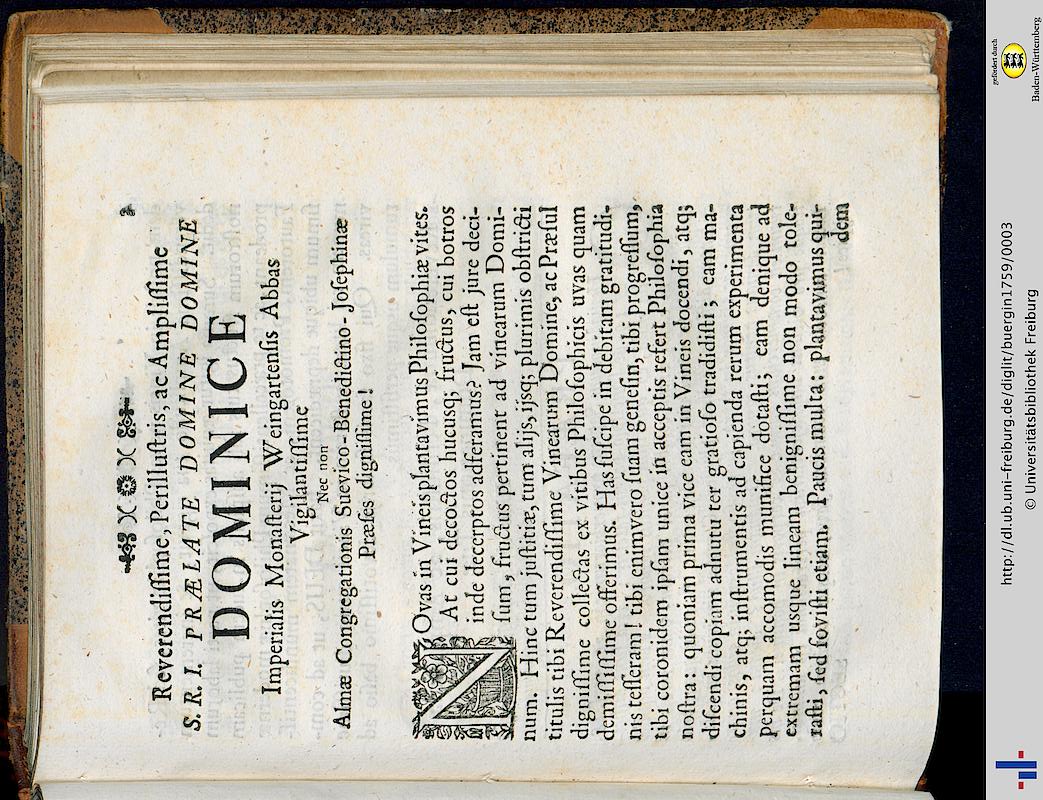 Reverendiſſime, Perilluſtris, ac Ampliſſime
S. R. I. PRÆLATE DOMINE DOMINE
DOMINICE
Imperialis Monaſterij Weingartenſis Abbas
Vigilantiſſime
Nec non
Almæ Congregationis Suevico-Benedictino-Joſephinæ
Præſes digniſſime !
NOvas in Vineis plantavimus Philoſophiæ vites.
At cui decoctos hucusq; fructus, cui botros
inde decerptos adferamus? Jam eſt jure deci-
ſum, fructus pertinent ad vinearum Domi-
num. Hinc tum juſtitiæ, tum alijs, ijsq; plurimis obſtricti
titulis tibi Reverendiſſime Vinearum Domine, ac Præſul
digniſſime collectas ex vitibus Philoſophicis uvas quam
demiſſiſſime offerimus. Has ſuſcipe in debitam gratitudi-
nis teſſeram! tibi enimvero ſuam geneſin, tibi progreſſum,
tibi coronidem ipſam unice in acceptis refert Philoſophia
noſtra: quoniam prima vice eam in Vineis docendi, atq;
diſcendi copiam adnutu ter gratioſo tradidiſti ; eam ma-
chinis, atq; inſtrumentis ad capienda rerum experimenta
perquam accomodis munifice dotaſti; eam denique ad
extremam usque lineam benigniſſime non modo tole-
raſti, ſed foviſti etiam. Paucis multa: plantavimus qui-
dem
gefördert durch
Baden-Württemberg
http://dl.ub.uni-freiburg.de/diglit/buergin1759/0003
© Universitätsbibliothek Freiburg